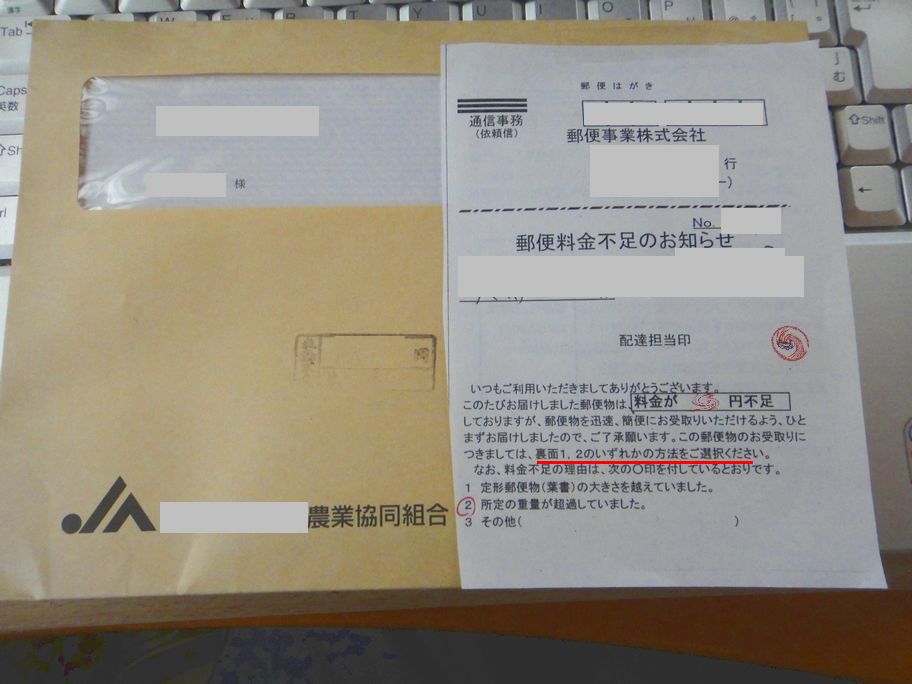 様
農業協同組合
郵便はがき
通信事務
(依頼信)
郵便事業株式会社
行
No.
郵便料金不足のお知らせ
配達担当印
いつもご利用いただきましてありがとうございます。
このたびお届けしました郵便物は、料金が 円不足
しておりますが、郵便物を迅速、簡便にお受取りいただけるよう、ひと
まずお届けしましたので、ご了承願います。この郵便物のお受取りに
つきましては、裏面1,2のいずれかの方法をご選択ください。
なお、料金不足の理由は、次の○印を付しているとおりです。
1 定形郵便物(葉書)の大きさを越えていました。
2 所定の重量が超過していました。
3 その他( )
Tab
Caps
英数
W
E
R
T
Y
U
I
O
P
Shift
む
←